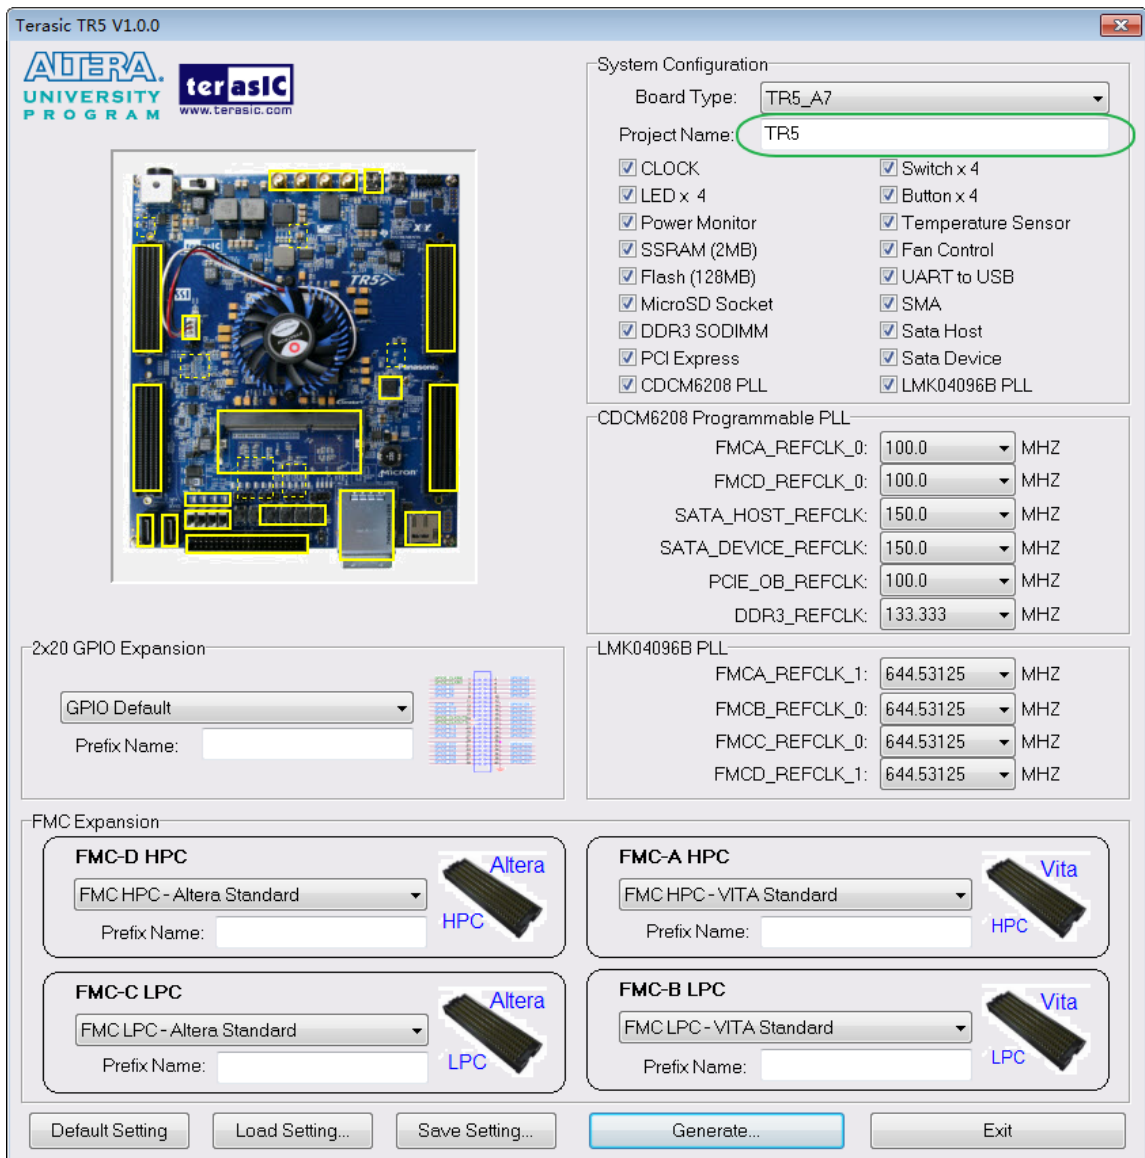 Terasic TR5 V1.0.0
ALTERA.
UNIVERSITY
PROGRAM
terasIC
www.terasic.com
TR5
Panasonic
Micron
System Configuration
Board Type: TR5_A7
Project Name: TR5
CLOCK
Switch x 4
LED x 4
Button x 4
Power Monitor
Temperature Sensor
SSRAM (2MB)
Fan Control
Flash (128MB)
UART to USB
MicroSD Socket
SMA
DDR3 SODIMM
Sata Host
PCI Express
Sata Device
CDCM6208 PLL
LMK04096B PLL
CDCM6208 Programmable PLL
FMCA_REFCLK_0: 100.0 MHZ
FMCD_REFCLK_0: 100.0 MHZ
SATA_HOST_REFCLK: 150.0 MHZ
SATA_DEVICE_REFCLK: 150.0 MHZ
PCIE_OB_REFCLK: 100.0 MHZ
DDR3_REFCLK: 133.333 MHZ
2x20 GPIO Expansion
GPIO Default
Prefix Name:
LMK04096B PLL
FMCA_REFCLK_1: 644.53125 MHZ
FMCB_REFCLK_0: 644.53125 MHZ
FMCC_REFCLK_0: 644.53125 MHZ
FMCD_REFCLK_1: 644.53125 MHZ
FMC Expansion
FMC-D HPC
FMC HPC - Altera Standard
Prefix Name:
Altera
HPC
FMC-A HPC
FMC HPC - VITA Standard
Prefix Name:
Vita
HPC
FMC-C LPC
FMC LPC - Altera Standard
Prefix Name:
Altera
LPC
FMC-B LPC
FMC LPC - VITA Standard
Prefix Name:
Vita
LPC
Default Setting
Load Setting...
Save Setting...
Generate...
Exit